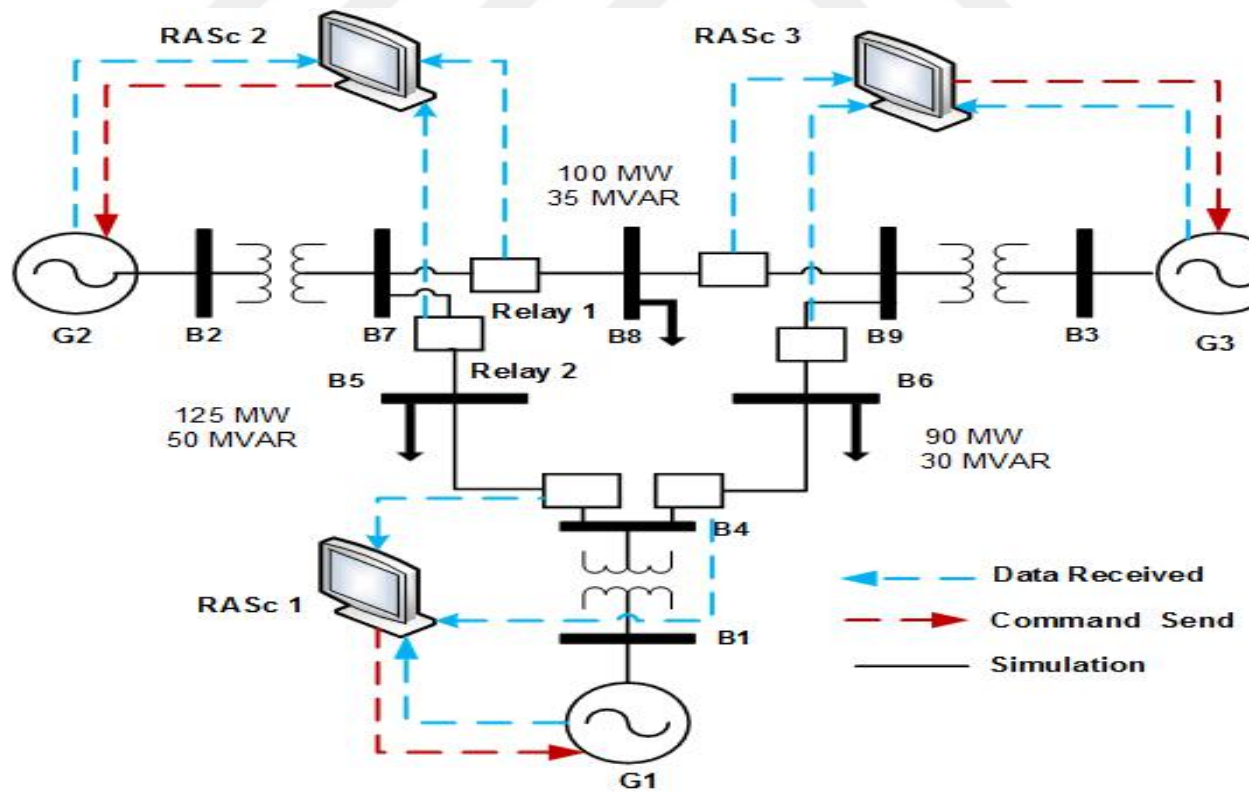 RASc 2
RASc 3
100 MW
35 MVAR
G2
B2
B7
Relay 1
B8
B9
B3
G3
Relay 2
B5
B6
125 MW
50 MVAR
90 MW
30 MVAR
B4
RASc 1
B1
G1
Data Received
Command Send
Simulation